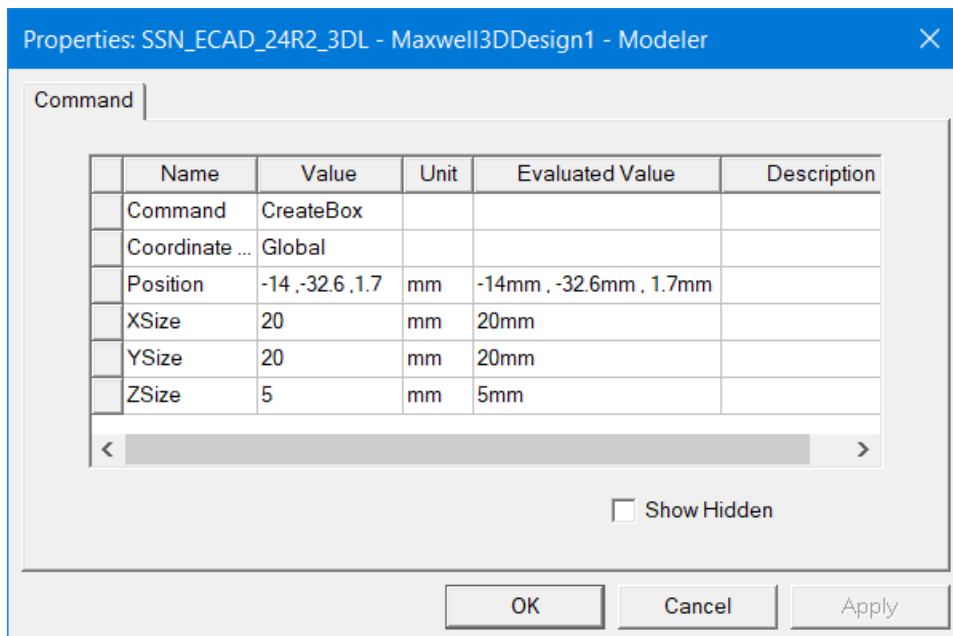 Properties: SSN_ECAD_24R2_3DL - Maxwell3DDesign1 - Modeler
Command
Name Value Unit Evaluated Value Description
Command CreateBox
Coordinate ... Global
Position -14 ,-32.6 ,1.7 mm -14mm , -32.6mm , 1.7mm
XSize 20 mm 20mm
YSize 20 mm 20mm
ZSize 5 mm 5mm
Show Hidden
OK Cancel Apply